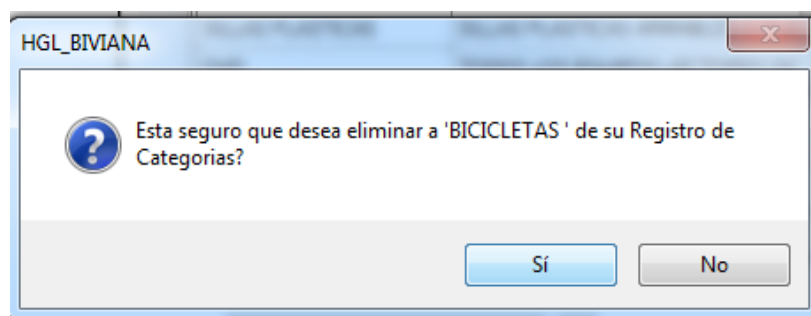 HGL_BIVIANA
Esta seguro que desea eliminar a 'BICICLETAS ' de su Registro de
Categorias?
Sí
No